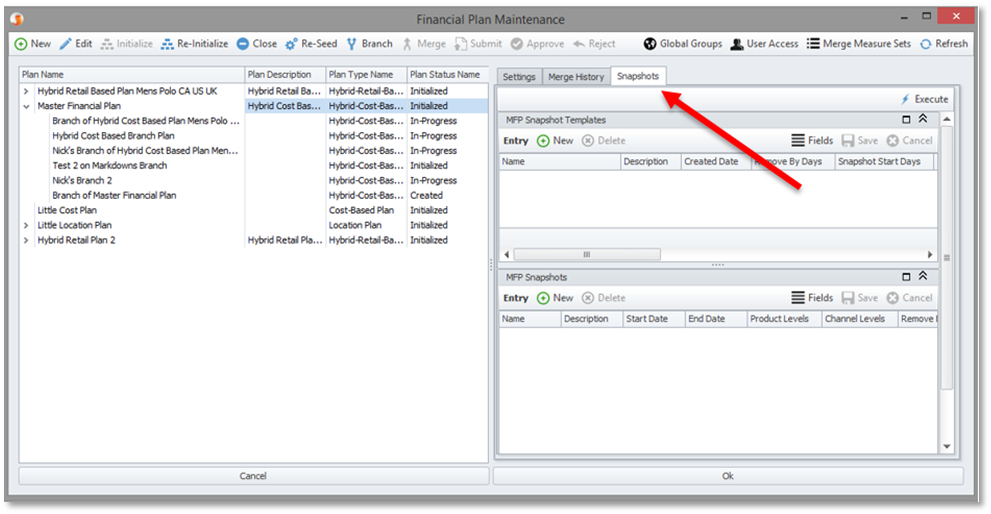 Financial Plan Maintenance
New Edit Initialize Re-Initialize Close Re-Seed Branch Merge Submit Approve Reject Global Groups User Access Merge Measure Sets Refresh
Plan Name Plan Description Plan Type Name Plan Status Name
Hybrid Retail Based Plan Mens Polo CA US UK Hybrid Retail Ba... Hybrid-Retail-Ba... Initialized
Master Financial Plan Hybrid Cost Bas... Hybrid-Cost-Bas... Initialized
Branch of Hybrid Cost Based Plan Mens Polo ... Hybrid-Cost-Bas... In-Progress
Hybrid Cost Based Branch Plan Hybrid-Cost-Bas... In-Progress
Nick's Branch of Hybrid Cost Based Plan Men... Hybrid-Cost-Bas... In-Progress
Test 2 on Markdowns Branch Hybrid-Cost-Bas... Initialized
Nick's Branch 2 Hybrid-Cost-Bas... In-Progress
Branch of Master Financial Plan Hybrid-Cost-Bas... Created
Little Cost Plan Cost-Based Plan Initialized
Little Location Plan Location Plan Initialized
Hybrid Retail Plan 2 Hybrid Retail Pla... Hybrid-Retail-Ba... Initialized
Cancel
Settings Merge History Snapshots
Execute
MFP Snapshot Templates
Entry New Delete Fields Save Cancel
Name Description Created Date Remove By Days Snapshot Start Days
MFP Snapshots
Entry New Delete Fields Save Cancel
Name Description Start Date End Date Product Levels Channel Levels Remove
Ok